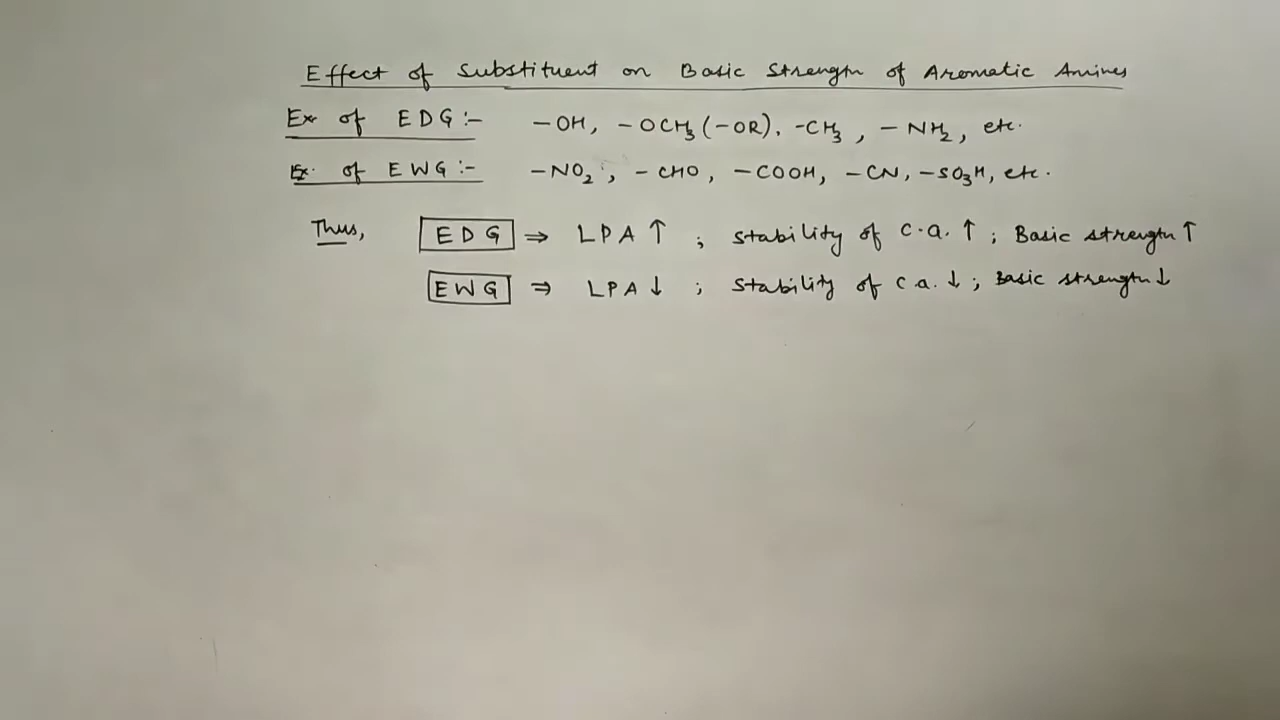 Effect of Substituent on Basic Strength of Aromatic Amines
Ex of EDG:- -OH, -OCH₃(-OR), -CH₃, -NH₂, etc.
Ex. of EWG:- -NO₂, -CHO, -COOH, -CN, -SO₃H, etc.
Thus, EDG ⇒ LPA↑ ; Stability of c.a.↑ ; Basic strength↑
EWG ⇒ LPA↓ ; Stability of c a.↓ ; Basic strength↓